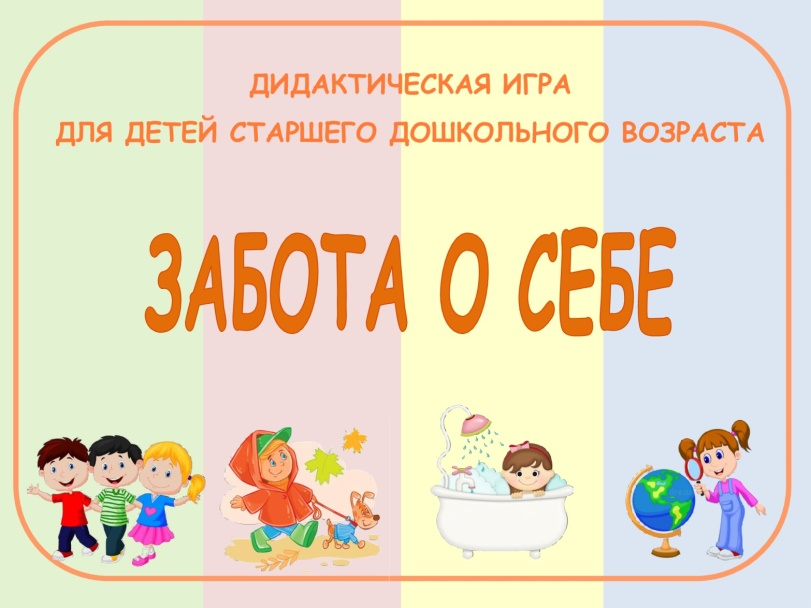 ДИДАКТИЧЕСКАЯ ИГРА
ДЛЯ ДЕТЕЙ СТАРШЕГО ДОШКОЛЬНОГО ВОЗРАСТА
ЗАБОТА О СЕБЕ